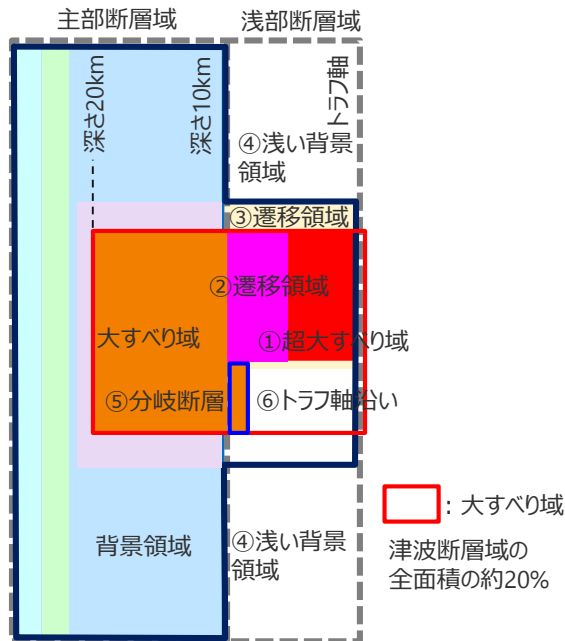 主部断層域
浅部断層域
深さ20km
深さ10km
トラフ軸
④浅い背景
領域
③遷移領域
②遷移領域
大すべり域
①超大すべり域
⑤分岐断層
⑥トラフ軸沿い
背景領域
④浅い背景
領域
：大すべり域
津波断層域の
全面積の約20%